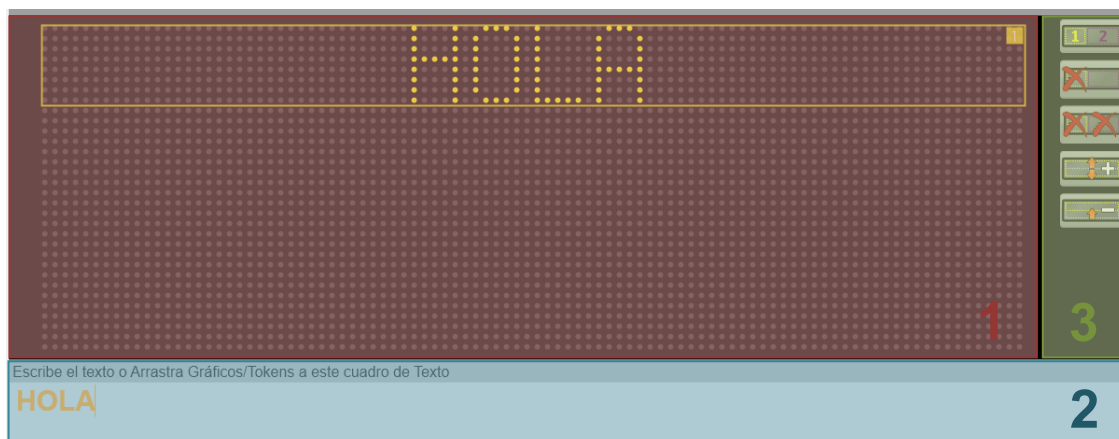 HOLA
1
1 2
1
3
Escribe el texto o Arrastra Gráficos/Tokens a este cuadro de Texto
HOLA
2